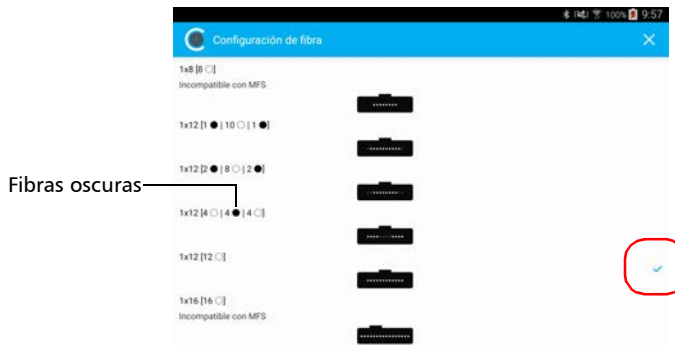 100% 9:57
Configuración de fibra
1x8 [8 ○]
Incompatible con MFS
1x12 [1 ● | 10 ○ | 1 ●]
1x12 [2 ● | 8 ○ | 2 ●]
Fibras oscuras
1x12 [4 ○ | 4 ● | 4 ○]
1x12 [12 ○]
1x16 [16 ○]
Incompatible con MFS